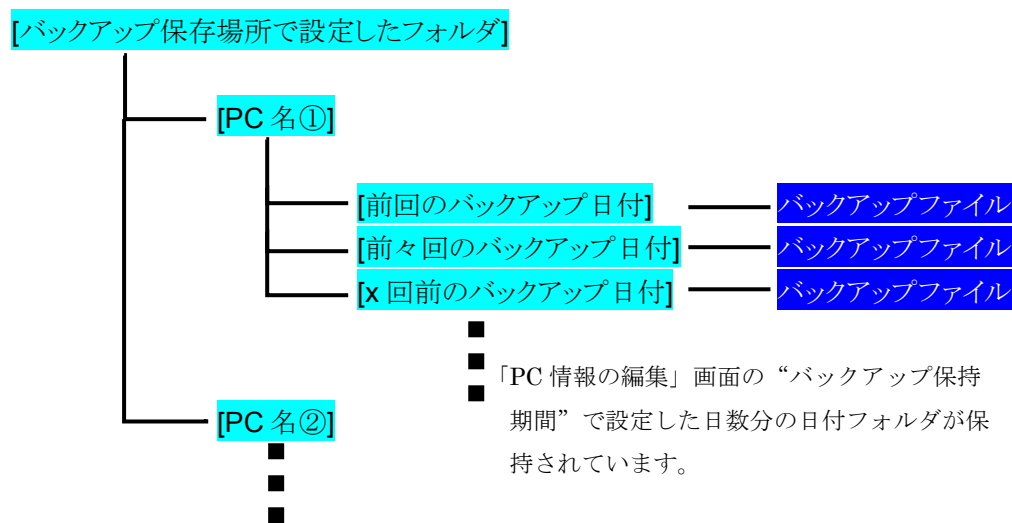 [バックアップ保存場所で設定したフォルダ]
[PC 名①]
[前回のバックアップ日付] バックアップファイル
[前々回のバックアップ日付] バックアップファイル
[x 回前のバックアップ日付] バックアップファイル
「PC 情報の編集」画面の“バックアップ保持
期間”で設定した日数分の日付フォルダが保
持されています。
[PC 名②]